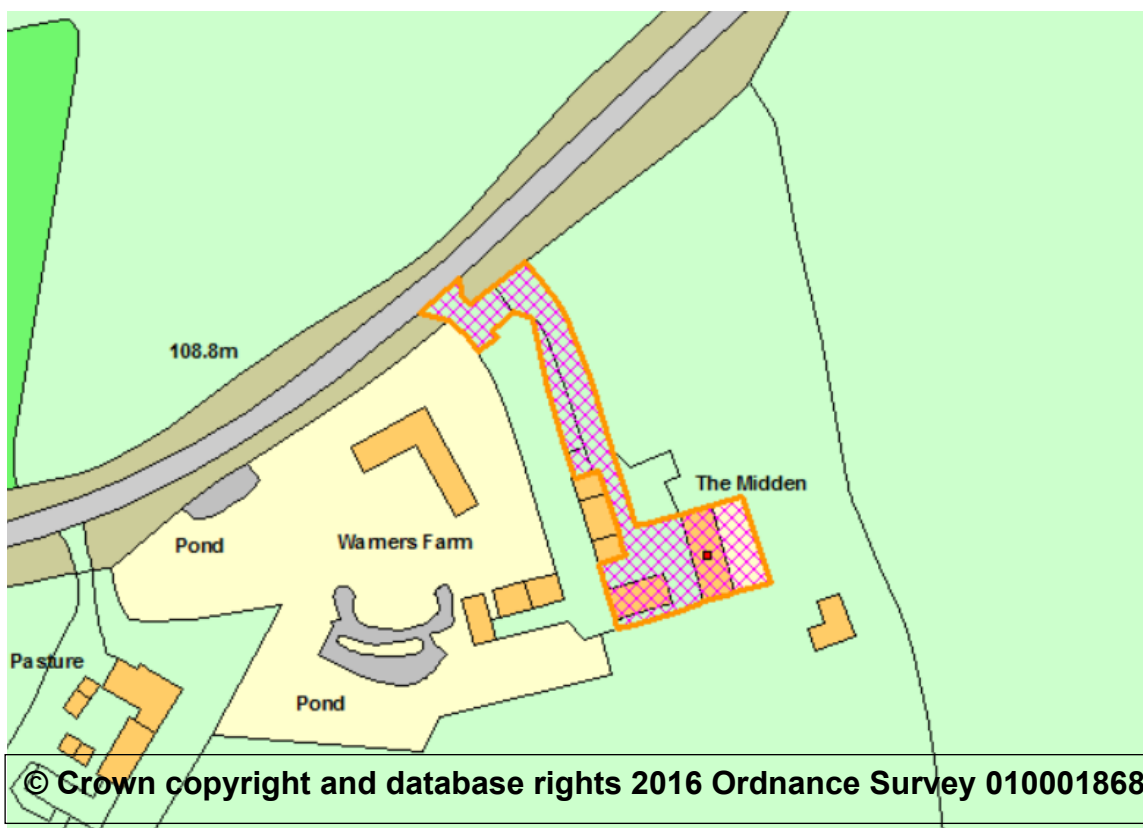 108.8m
The Midden
Warners Farm
Pond
Pasture
Pond
© Crown copyright and database rights 2016 Ordnance Survey 010001868